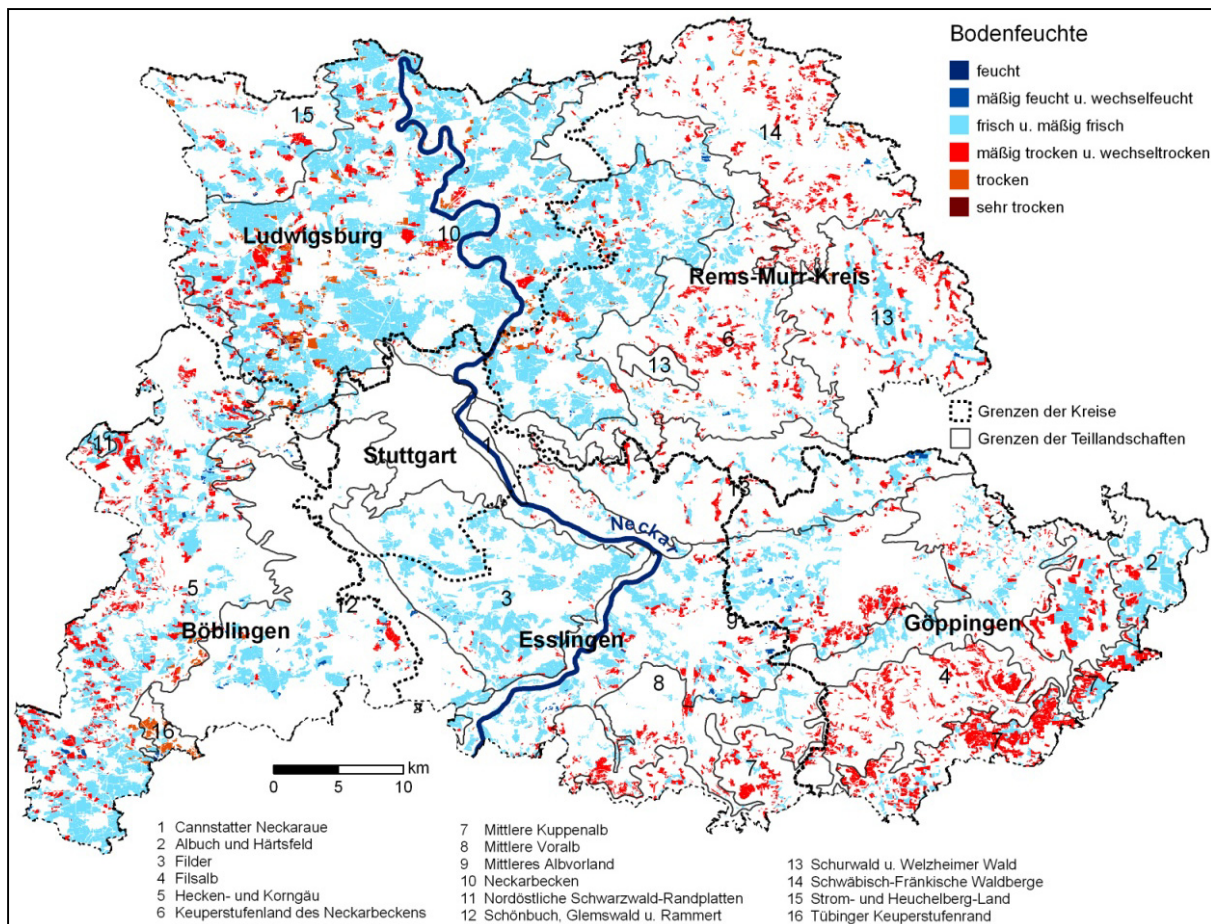 Bodenfeuchte
feucht
mäßig feucht u. wechselfeucht
frisch u. mäßig frisch
mäßig trocken u. wechseltrocken
trocken
sehr trocken
15
14
Ludwigsburg
10
Rems-Murr-Kreis
13
6
13
Grenzen der Kreise
Grenzen der Teillandschaften
11
Stuttgart
1
13
Neckar
2
5
12
3
Böblingen
Esslingen
9
Göppingen
8
4
16
7
7
km
0 5 10
1 Cannstatter Neckaraue
2 Albuch und Härtsfeld
3 Filder
4 Filsalb
5 Hecken- und Korngäu
6 Keuperstufenland des Neckarbeckens
7 Mittlere Kuppenalb
8 Mittlere Voralb
9 Mittleres Albvorland
10 Neckarbecken
11 Nordöstliche Schwarzwald-Randplatten
12 Schönbuch, Glemswald u. Rammert
13 Schurwald u. Welzheimer Wald
14 Schwäbisch-Fränkische Waldberge
15 Strom- und Heuchelberg-Land
16 Tübinger Keuperstufenrand